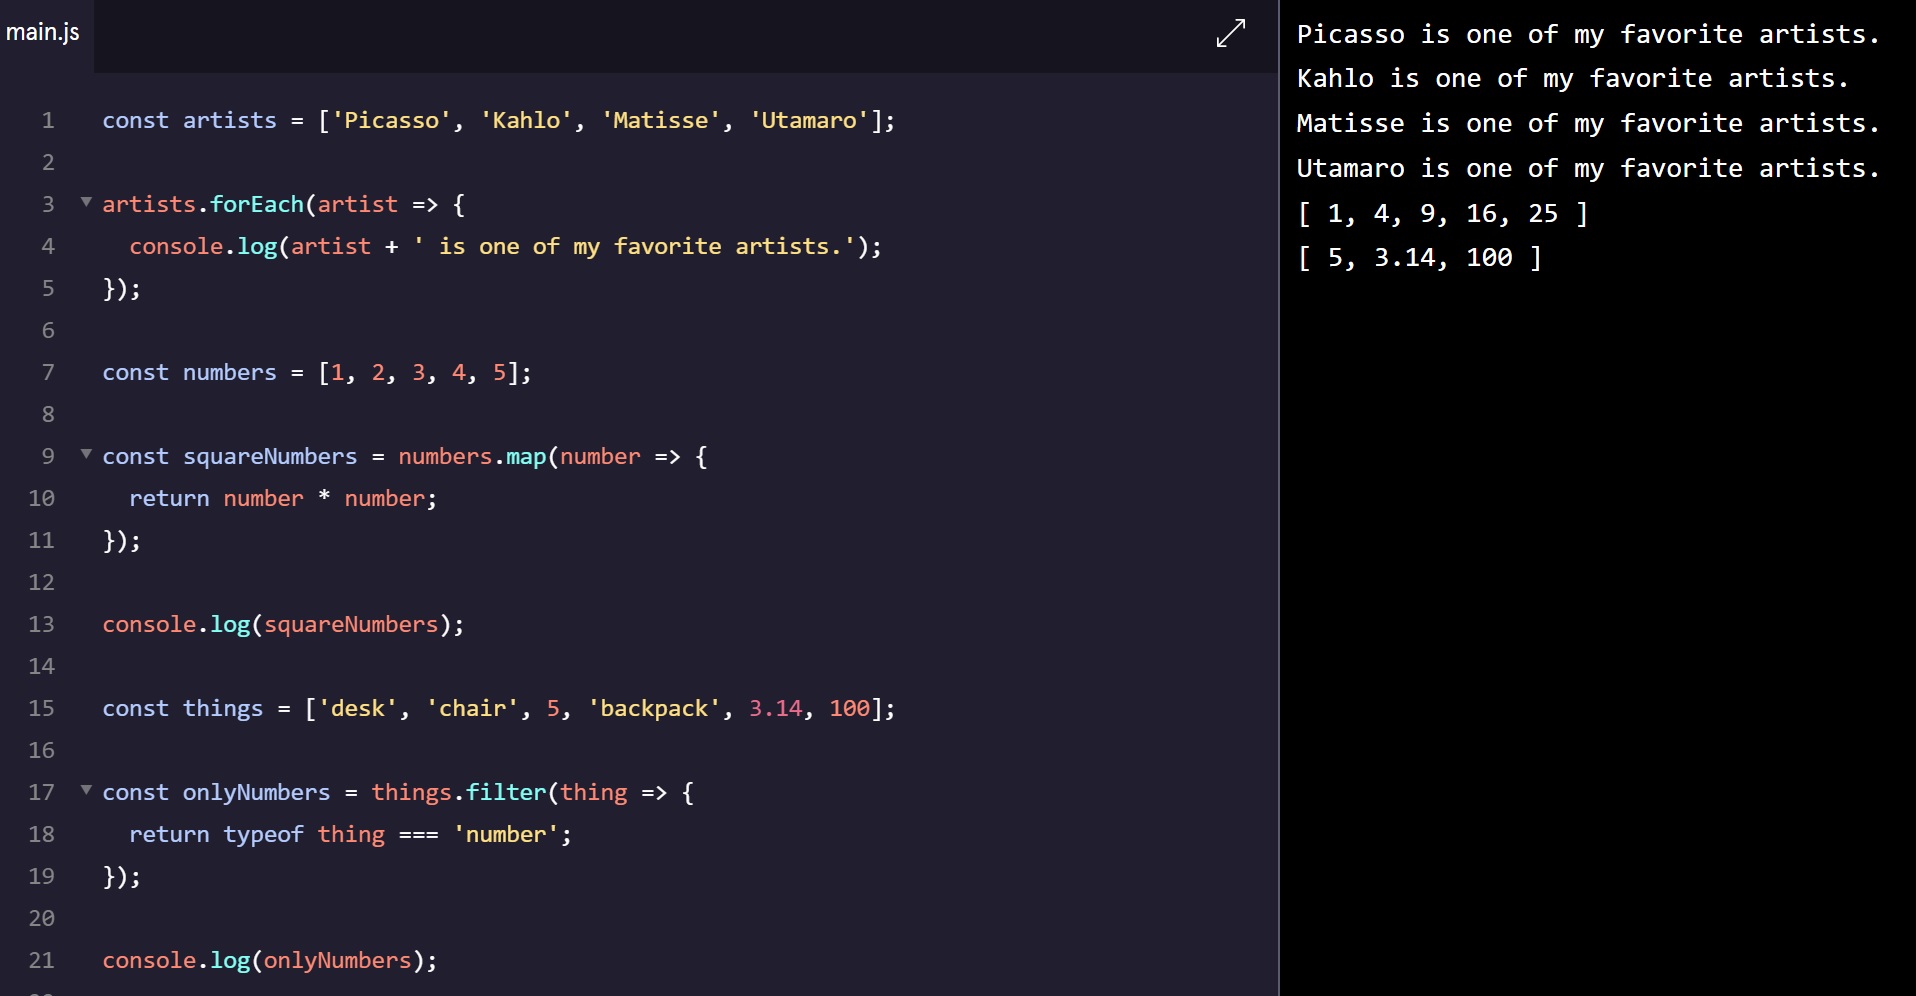 main.js
1 const artists = ['Picasso', 'Kahlo', 'Matisse', 'Utamaro'];
2
3 artists.forEach(artist => {
4   console.log(artist + ' is one of my favorite artists.');
5 });
6
7 const numbers = [1, 2, 3, 4, 5];
8
9 const squareNumbers = numbers.map(number => {
10   return number * number;
11 });
12
13 console.log(squareNumbers);
14
15 const things = ['desk', 'chair', 5, 'backpack', 3.14, 100];
16
17 const onlyNumbers = things.filter(thing => {
18   return typeof thing === 'number';
19 });
20
21 console.log(onlyNumbers);
Picasso is one of my favorite artists.
Kahlo is one of my favorite artists.
Matisse is one of my favorite artists.
Utamaro is one of my favorite artists.
[ 1, 4, 9, 16, 25 ]
[ 5, 3.14, 100 ]